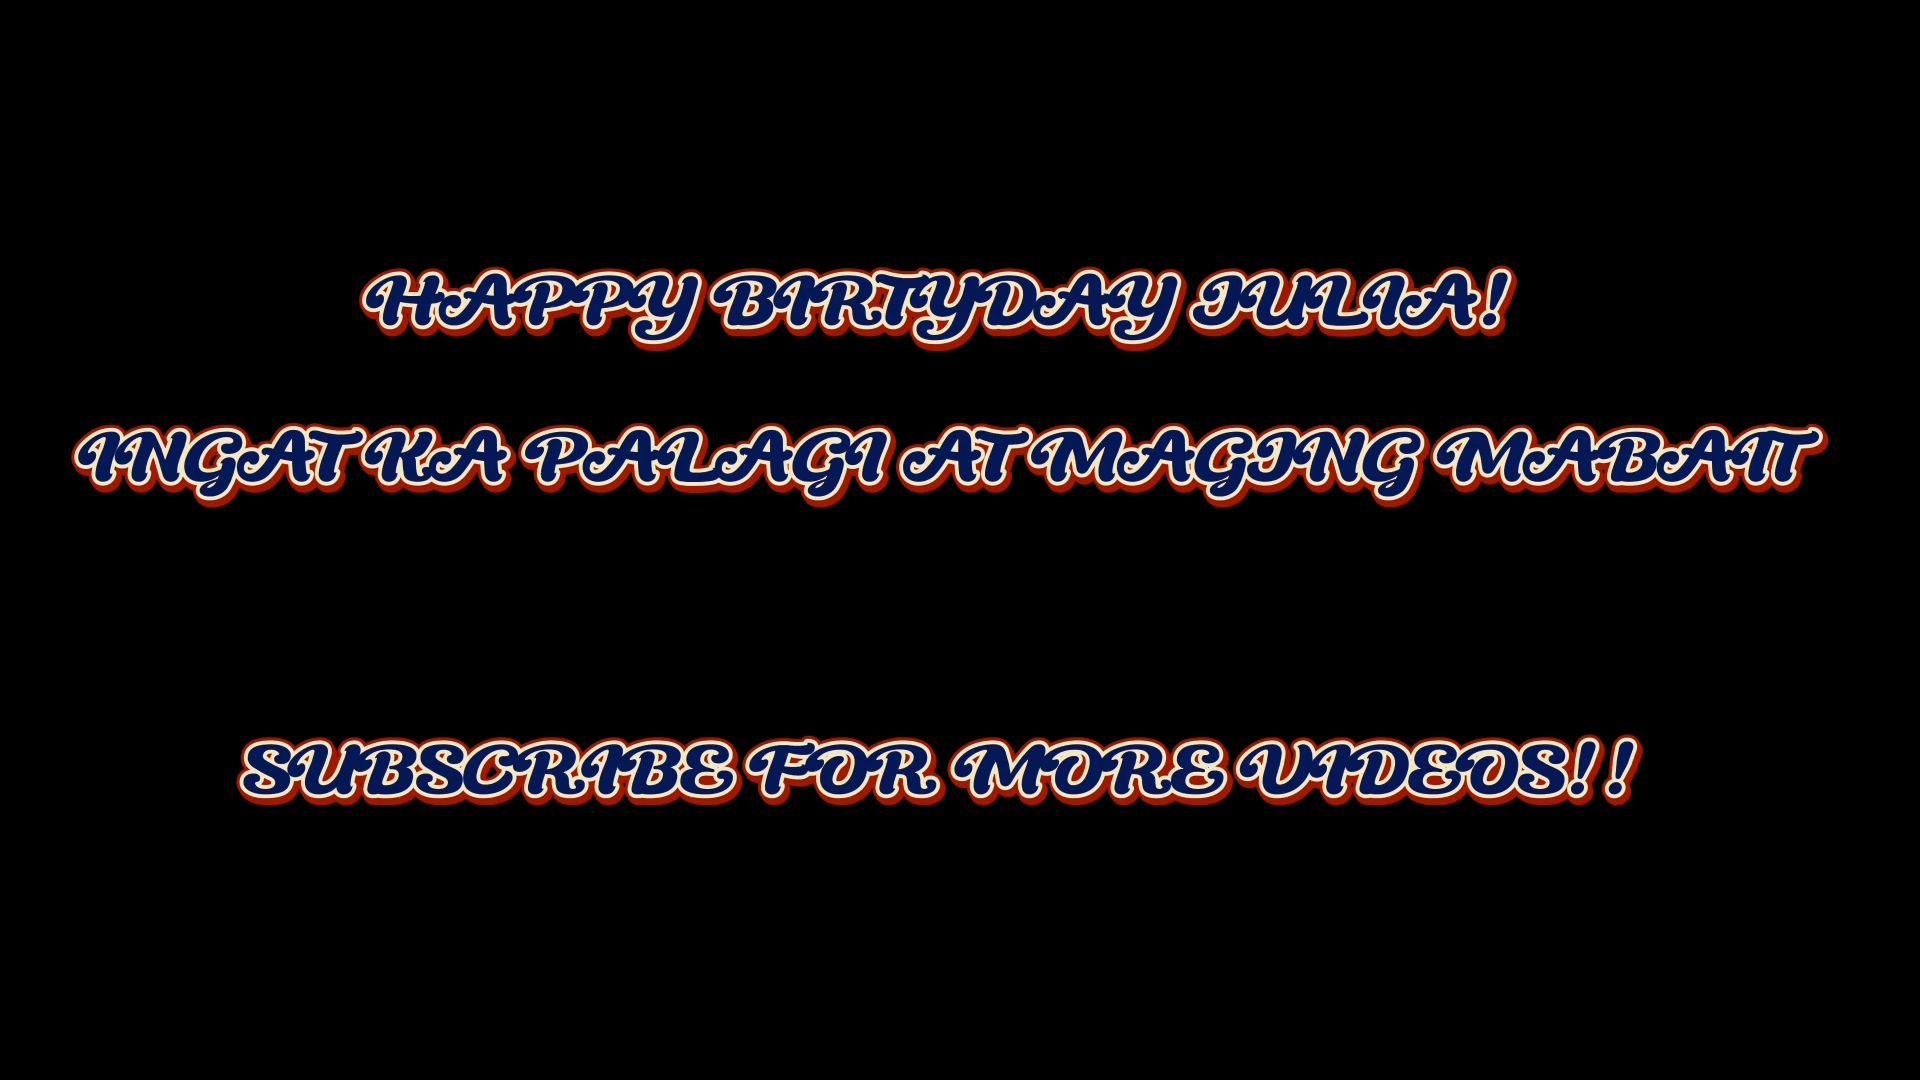 HAPPY BIRTYDAY JULIA!
INGAT KA PALAGI AT MAGING MABAIT
SUBSCRIBE FOR MORE VIDEOS!!